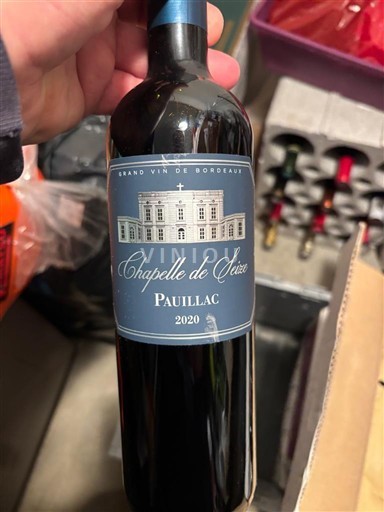 GRAND VIN DE BORDEAUX
VINIOU
Chapelle de Seize
PAUILLAC
2020